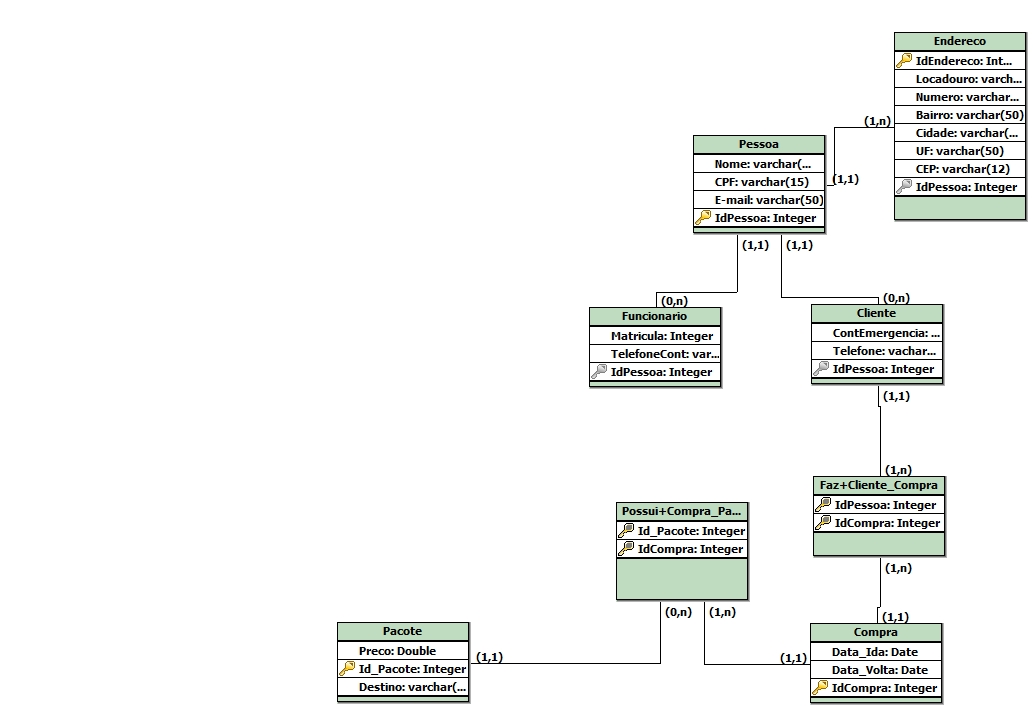 Endereco
IdEndereco: Int...
Locadouro: varch...
Numero: varchar...
Bairro: varchar(50)
Cidade: varchar(...
UF: varchar(50)
CEP: varchar(12)
IdPessoa: Integer
(1,n)
(1,1)
Pessoa
Nome: varchar(...
CPF: varchar(15)
E-mail: varchar(50)
IdPessoa: Integer
(1,1)
(1,1)
(0,n)
(0,n)
Funcionario
Matricula: Integer
TelefoneCont: var...
IdPessoa: Integer
Cliente
ContEmergencia: ...
Telefone: vachar...
IdPessoa: Integer
(1,1)
(1,n)
Faz+Cliente_Compra
IdPessoa: Integer
IdCompra: Integer
(1,n)
(1,1)
Possui+Compra_Pa...
Id_Pacote: Integer
IdCompra: Integer
(0,n)
(1,n)
(1,1)
(1,1)
Pacote
Preco: Double
Id_Pacote: Integer
Destino: varchar(...
Compra
Data_Ida: Date
Data_Volta: Date
IdCompra: Integer